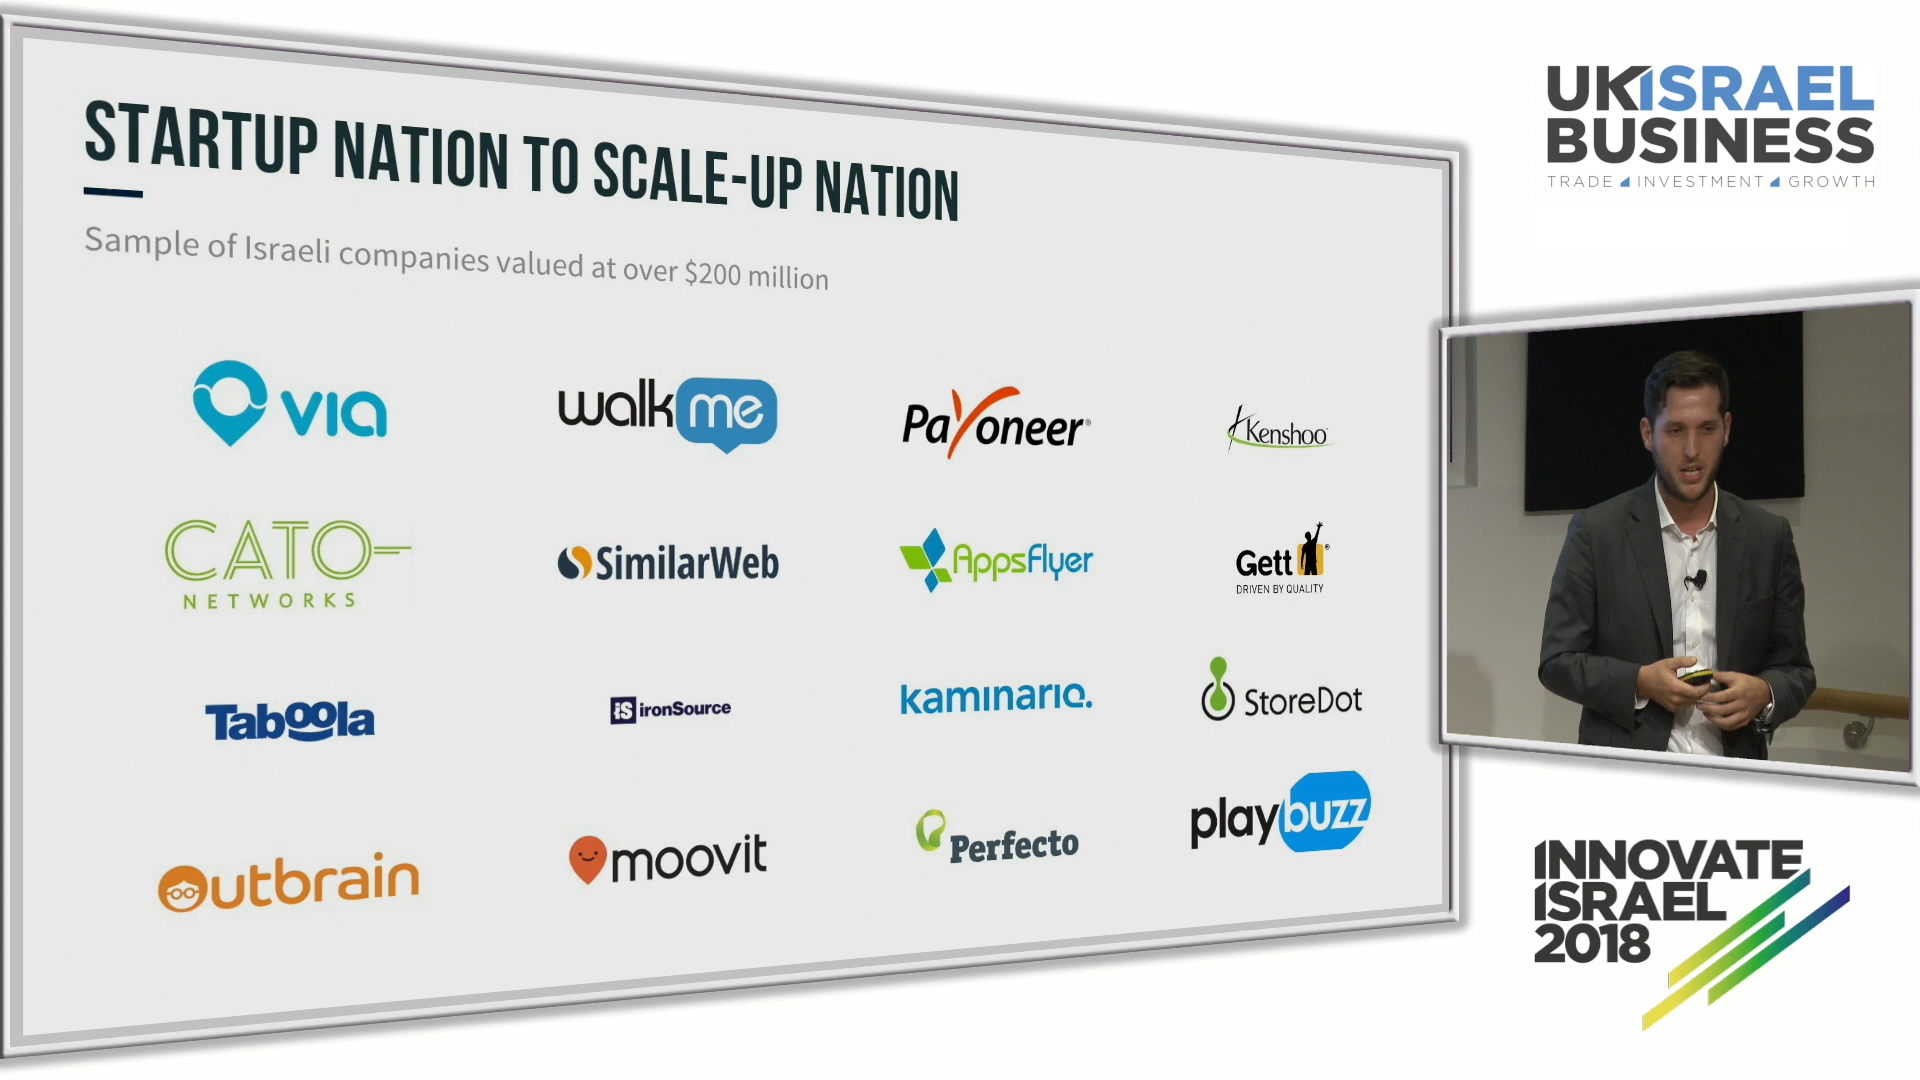 STARTUP NATION TO SCALE-UP NATION
Sample of Israeli companies valued at over $200 million
via
walkme
Payoneer
Kenshoo
CATO
NETWORKS
SimilarWeb
AppsFlyer
Gett
DRIVEN BY QUALITY
Taboola
iS ironSource
kaminario.
StoreDot
Outbrain
moovit
Perfecto
playbuzz
UKISRAEL
BUSINESS
TRADE INVESTMENT GROWTH
INNOVATE
ISRAEL
2018